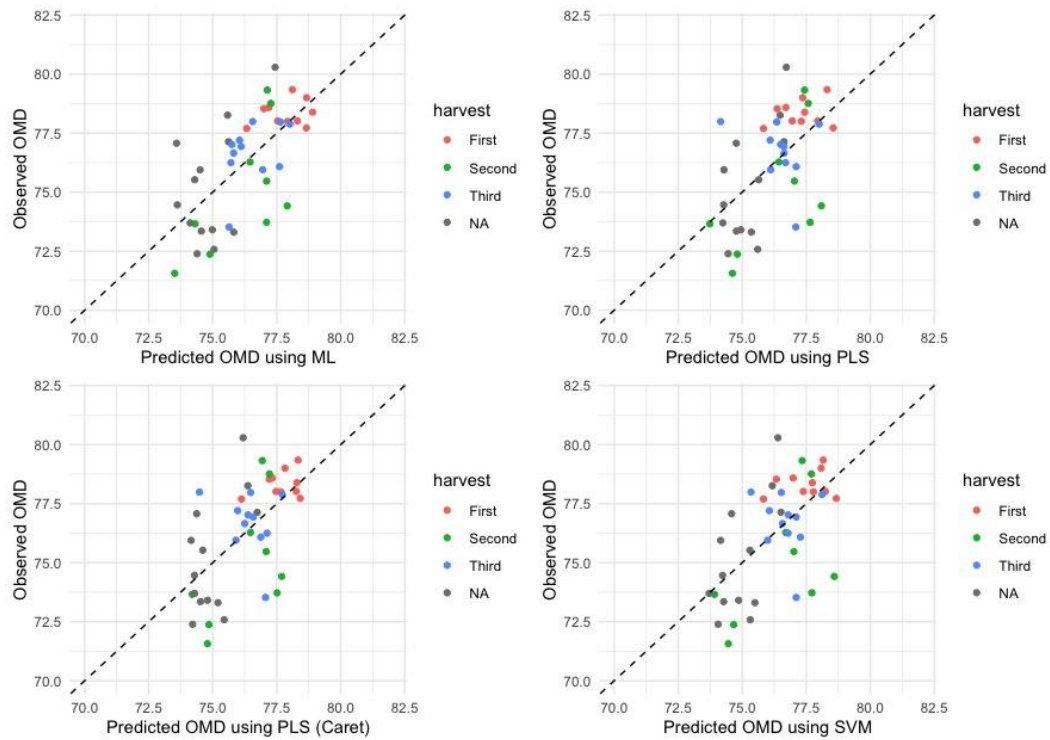 82.5
80.0
77.5
75.0
72.5
70.0
Observed OMD
70.0 72.5 75.0 77.5 80.0 82.5
Predicted OMD using ML
harvest
First
Second
Third
NA
82.5
80.0
77.5
75.0
72.5
70.0
Observed OMD
70.0 72.5 75.0 77.5 80.0 82.5
Predicted OMD using PLS
harvest
First
Second
Third
NA
82.5
80.0
77.5
75.0
72.5
70.0
Observed OMD
70.0 72.5 75.0 77.5 80.0 82.5
Predicted OMD using PLS (Caret)
harvest
First
Second
Third
NA
82.5
80.0
77.5
75.0
72.5
70.0
Observed OMD
70.0 72.5 75.0 77.5 80.0 82.5
Predicted OMD using SVM
harvest
First
Second
Third
NA